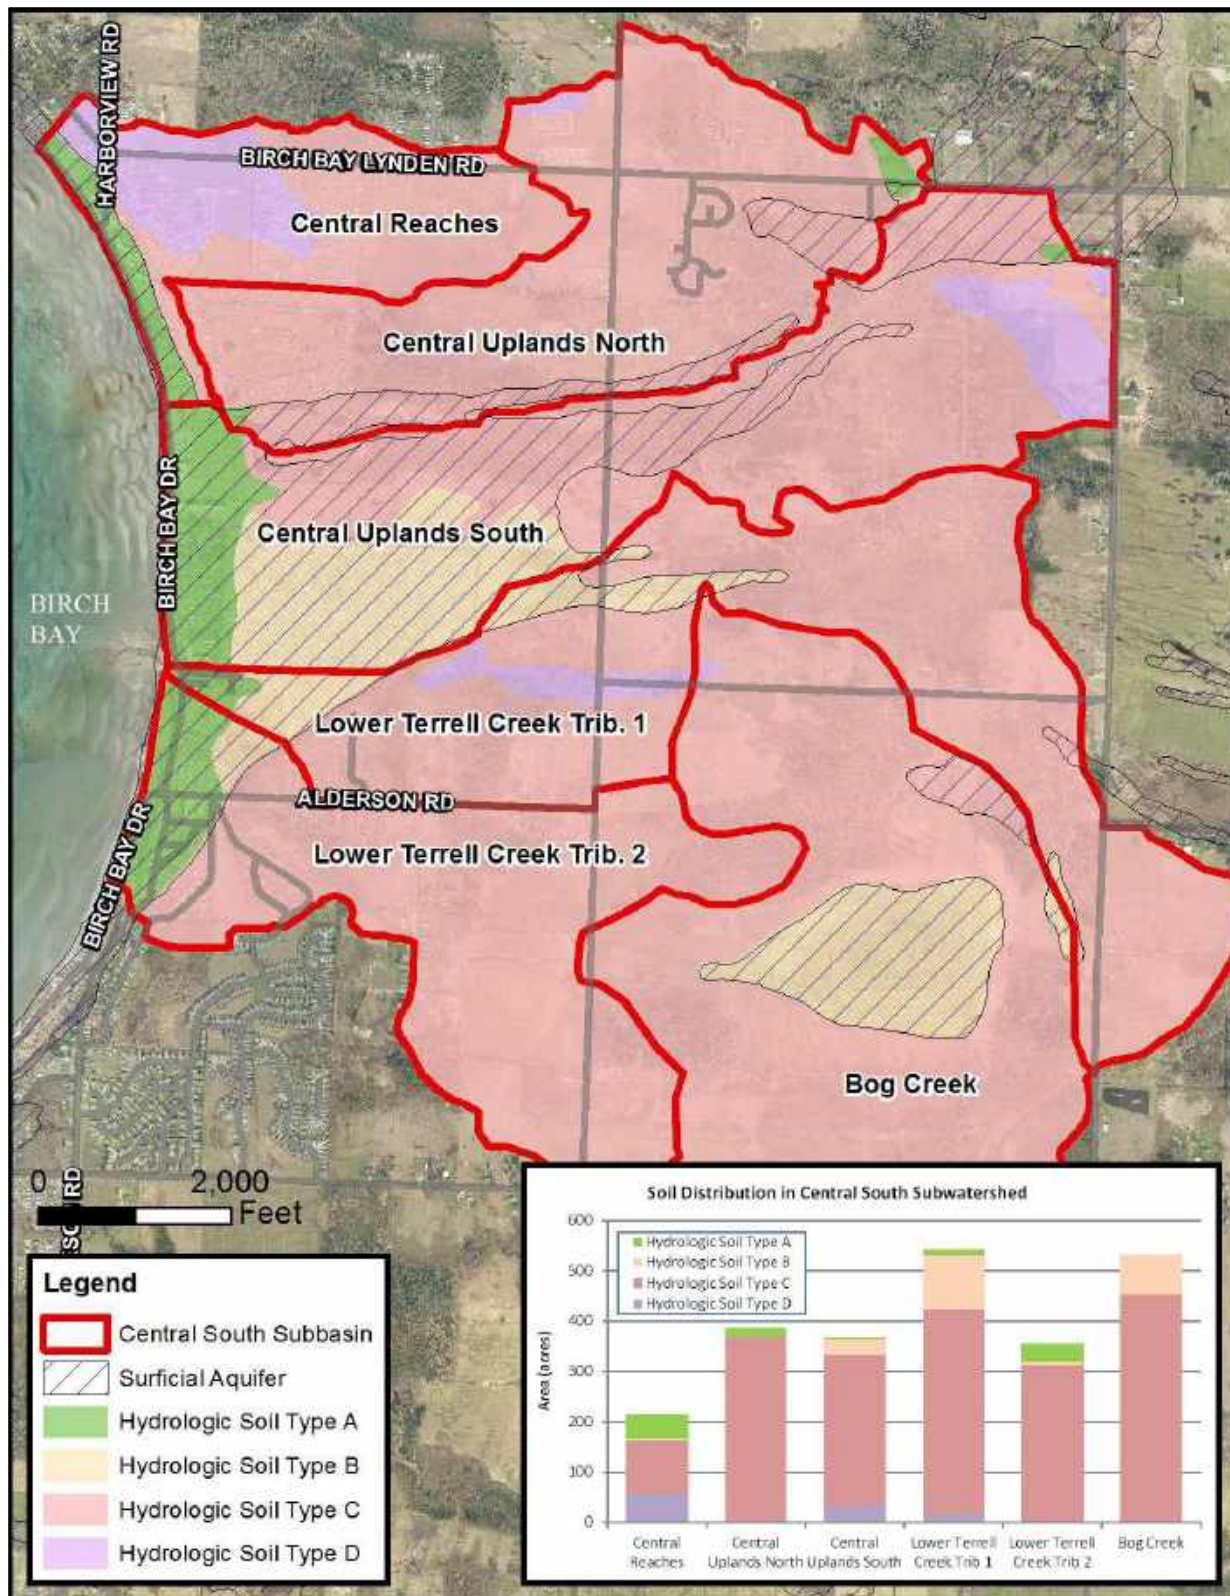 HARBORVIEW RD
BIRCH BAY LYNDEN RD
Central Reaches
Central Uplands North
BIRCH BAY DR
Central Uplands South
BIRCH
BAY
Lower Terrell Creek Trib. 1
ALDERSON RD
Lower Terrell Creek Trib. 2
BIRCH BAY DR
Bog Creek
0 2,000
Feet
RD
Legend
Central South Subbasin
Surficial Aquifer
Hydrologic Soil Type A
Hydrologic Soil Type B
Hydrologic Soil Type C
Hydrologic Soil Type D
Soil Distribution in Central South Subwatershed
600
500
400
300
200
100
0
Area (acres)
Hydrologic Soil Type A
Hydrologic Soil Type B
Hydrologic Soil Type C
Hydrologic Soil Type D
Central
Reaches
Central
Uplands North
Central
Uplands South
Lower Terrell
Creek Trib 1
Lower Terrell
Creek Trib 2
Bog Creek